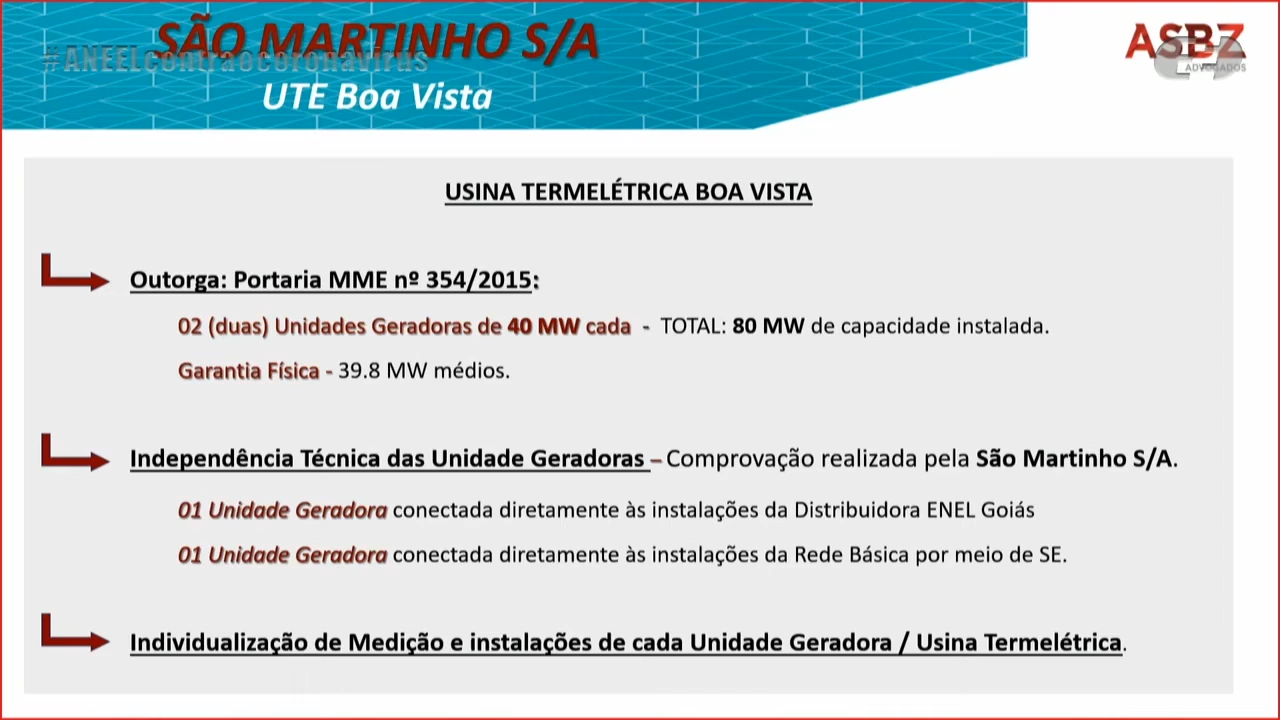 SÃO MARTINHO S/A
#ANEELcontraocoronavírus
UTE Boa Vista
ASBZ
ADVOGADOS
USINA TERMELÉTRICA BOA VISTA
Outorga: Portaria MME nº 354/2015:
02 (duas) Unidades Geradoras de 40 MW cada - TOTAL: 80 MW de capacidade instalada.
Garantia Física - 39.8 MW médios.
Independência Técnica das Unidade Geradoras – Comprovação realizada pela São Martinho S/A.
01 Unidade Geradora conectada diretamente às instalações da Distribuidora ENEL Goiás
01 Unidade Geradora conectada diretamente às instalações da Rede Básica por meio de SE.
Individualização de Medição e instalações de cada Unidade Geradora / Usina Termelétrica.